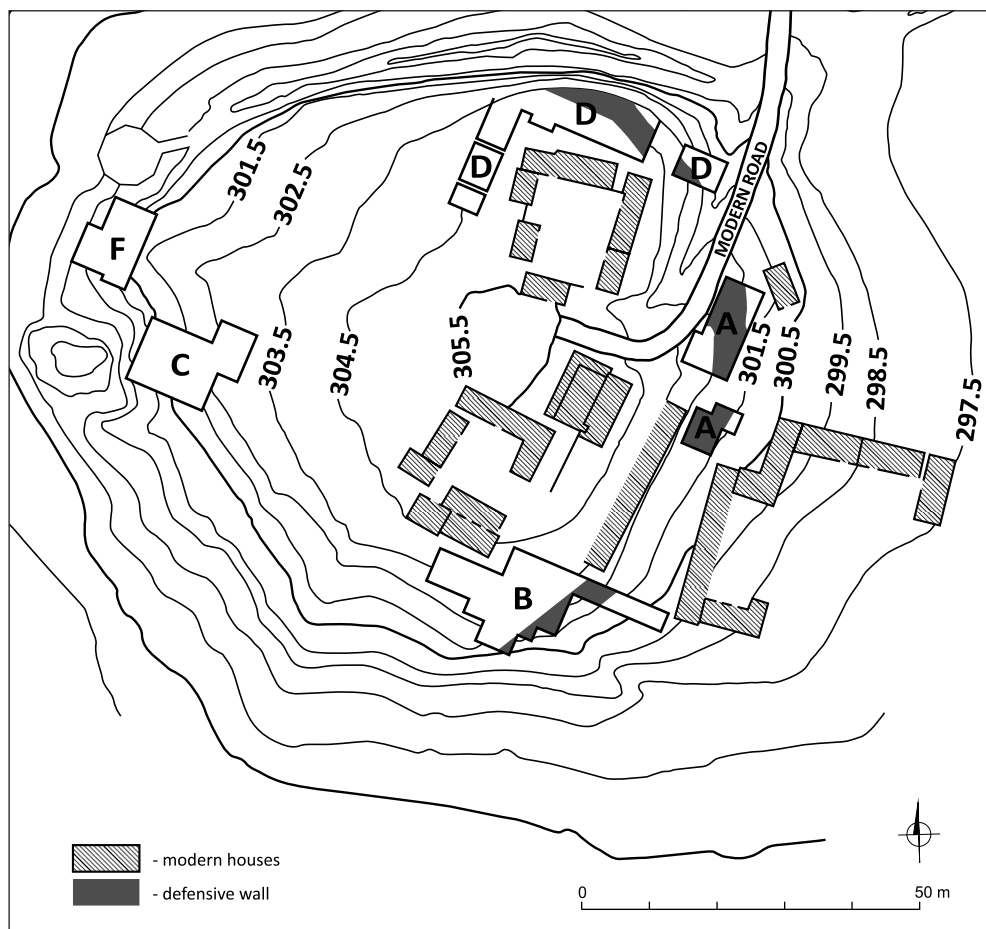 D
D
D
301.5
302.5
MODERN ROAD
F
C
303.5
304.5
305.5
A
301.5
300.5
299.5
298.5
297.5
A
B
- modern houses
- defensive wall
0
50 m